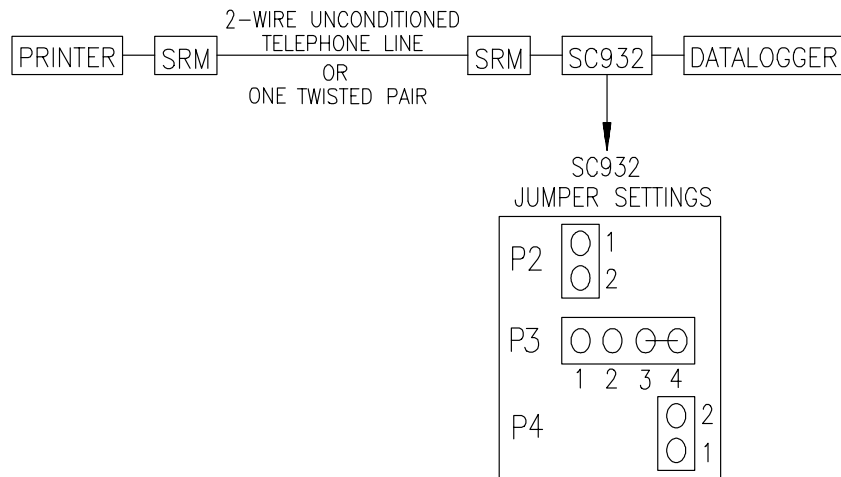 2-WIRE UNCONDITIONED
TELEPHONE LINE
PRINTER SRM SRM SC932 DATALOGGER
OR
ONE TWISTED PAIR
SC932
JUMPER SETTINGS
P2 1
2
P3
1 2 3 4
P4 2
1